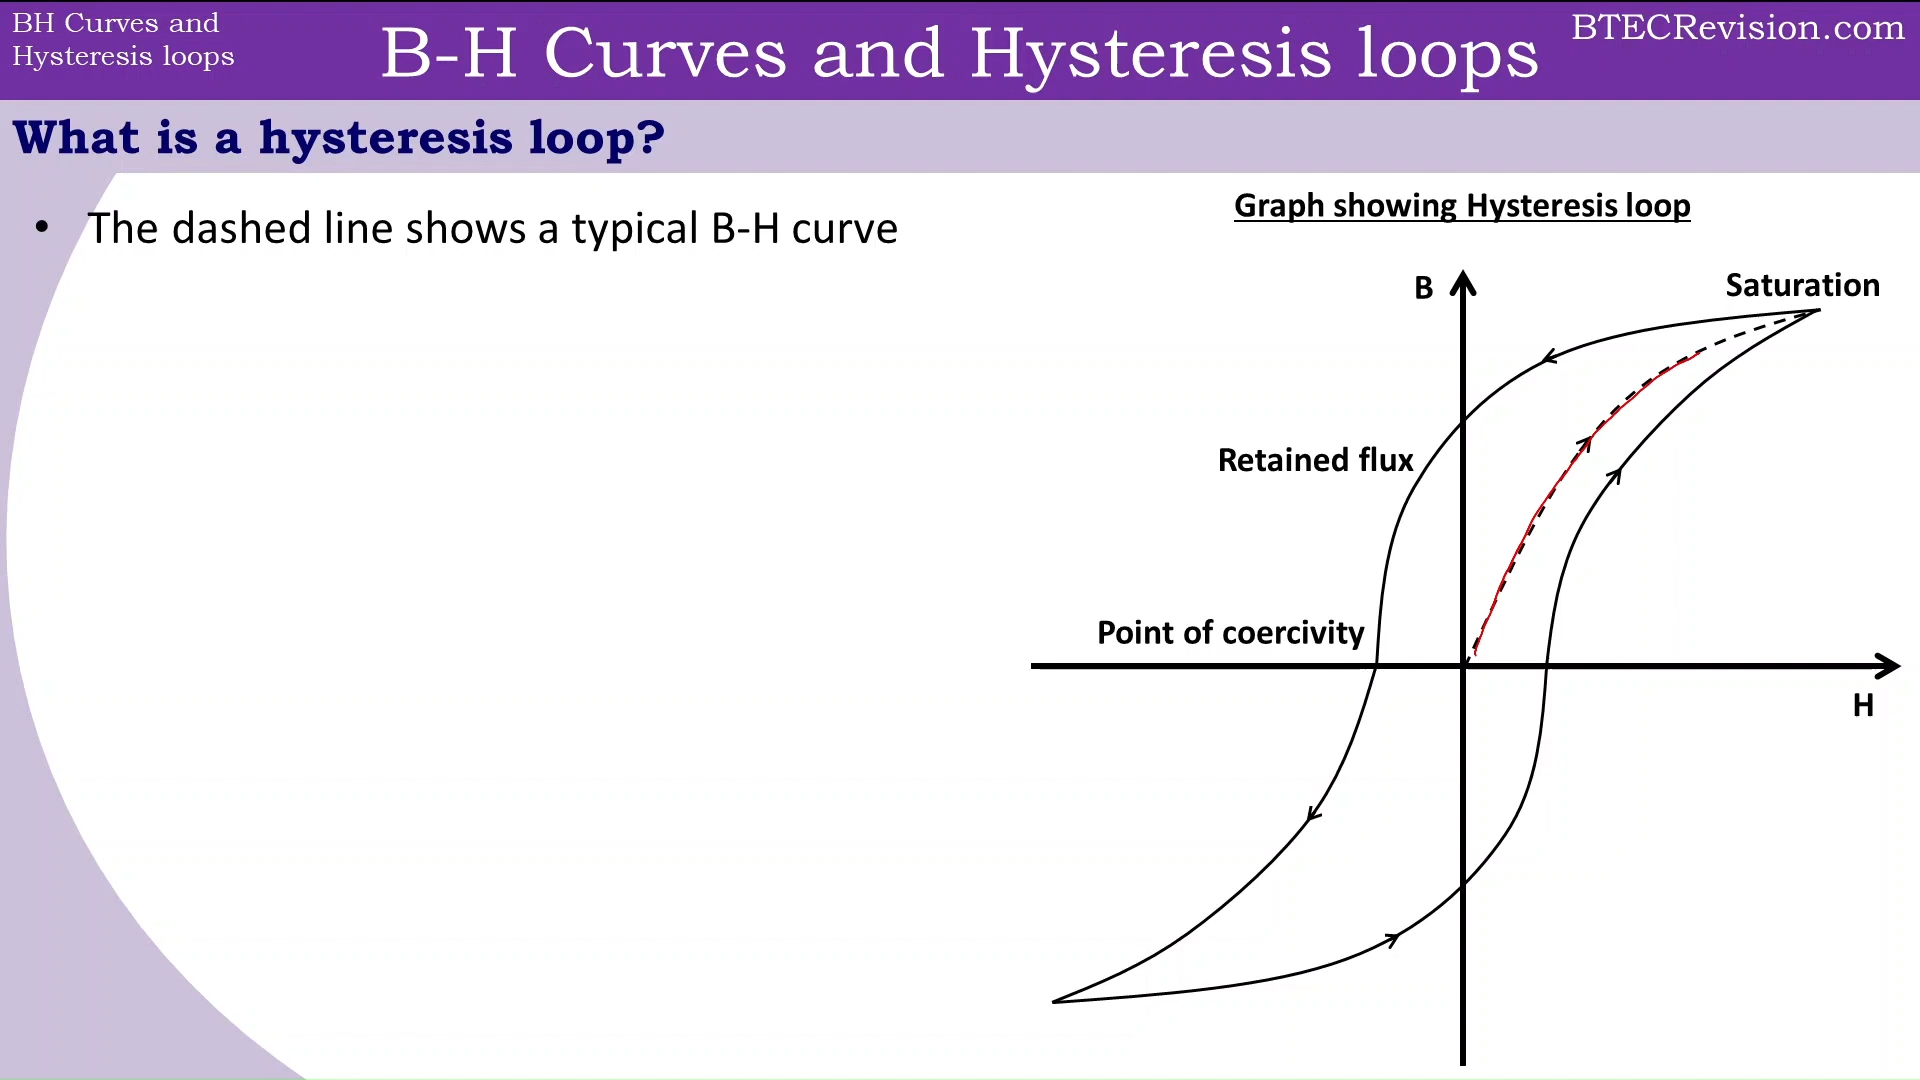 BH Curves and
Hysteresis loops
B-H Curves and Hysteresis loops
BTECRevision.com
What is a hysteresis loop?
• The dashed line shows a typical B-H curve
Graph showing Hysteresis loop
B
Saturation
Retained flux
Point of coercivity
H